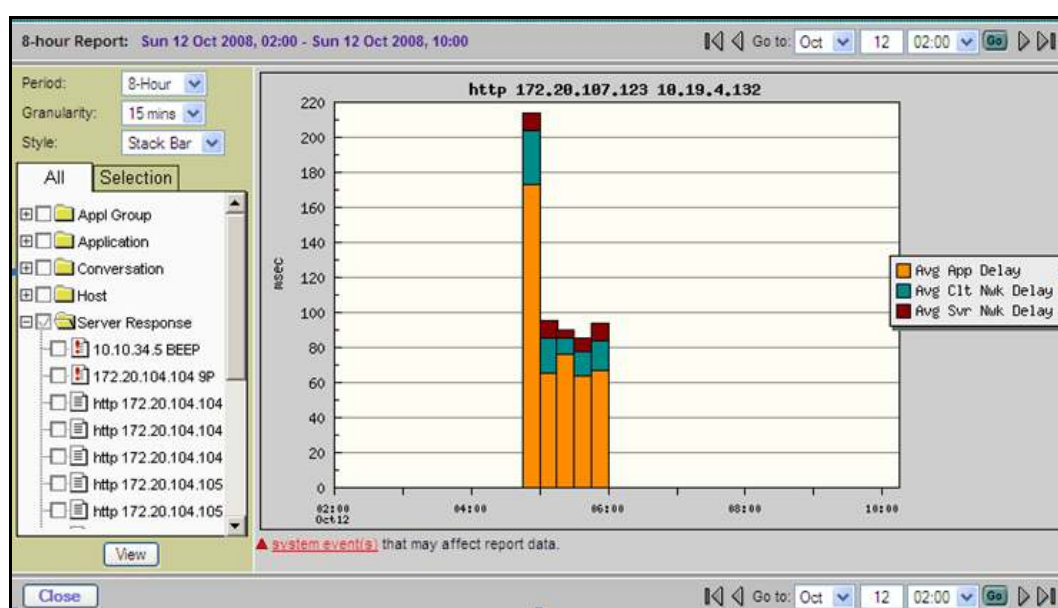 8-hour Report: Sun 12 Oct 2008, 02:00 - Sun 12 Oct 2008, 10:00
Go to: Oct 12 02:00 Go
Period: 8-Hour
Granularity: 15 mins
Style: Stack Bar
All Selection
Appl Group
Application
Conversation
Host
Server Response
10.10.34.5 BEEP
172.20.104.104 9P
http 172.20.104.104
http 172.20.104.104
http 172.20.104.104
http 172.20.104.105
http 172.20.104.105
View
http 172.20.107.123 10.19.4.132
220
200
180
160
140
120
100
80
60
40
20
0
msec
02:00 04:00 06:00 08:00 10:00
Oct12
Avg App Delay
Avg Clt Nwk Delay
Avg Svr Nwk Delay
system event(s) that may affect report data.
Close
Go to: Oct 12 02:00 Go